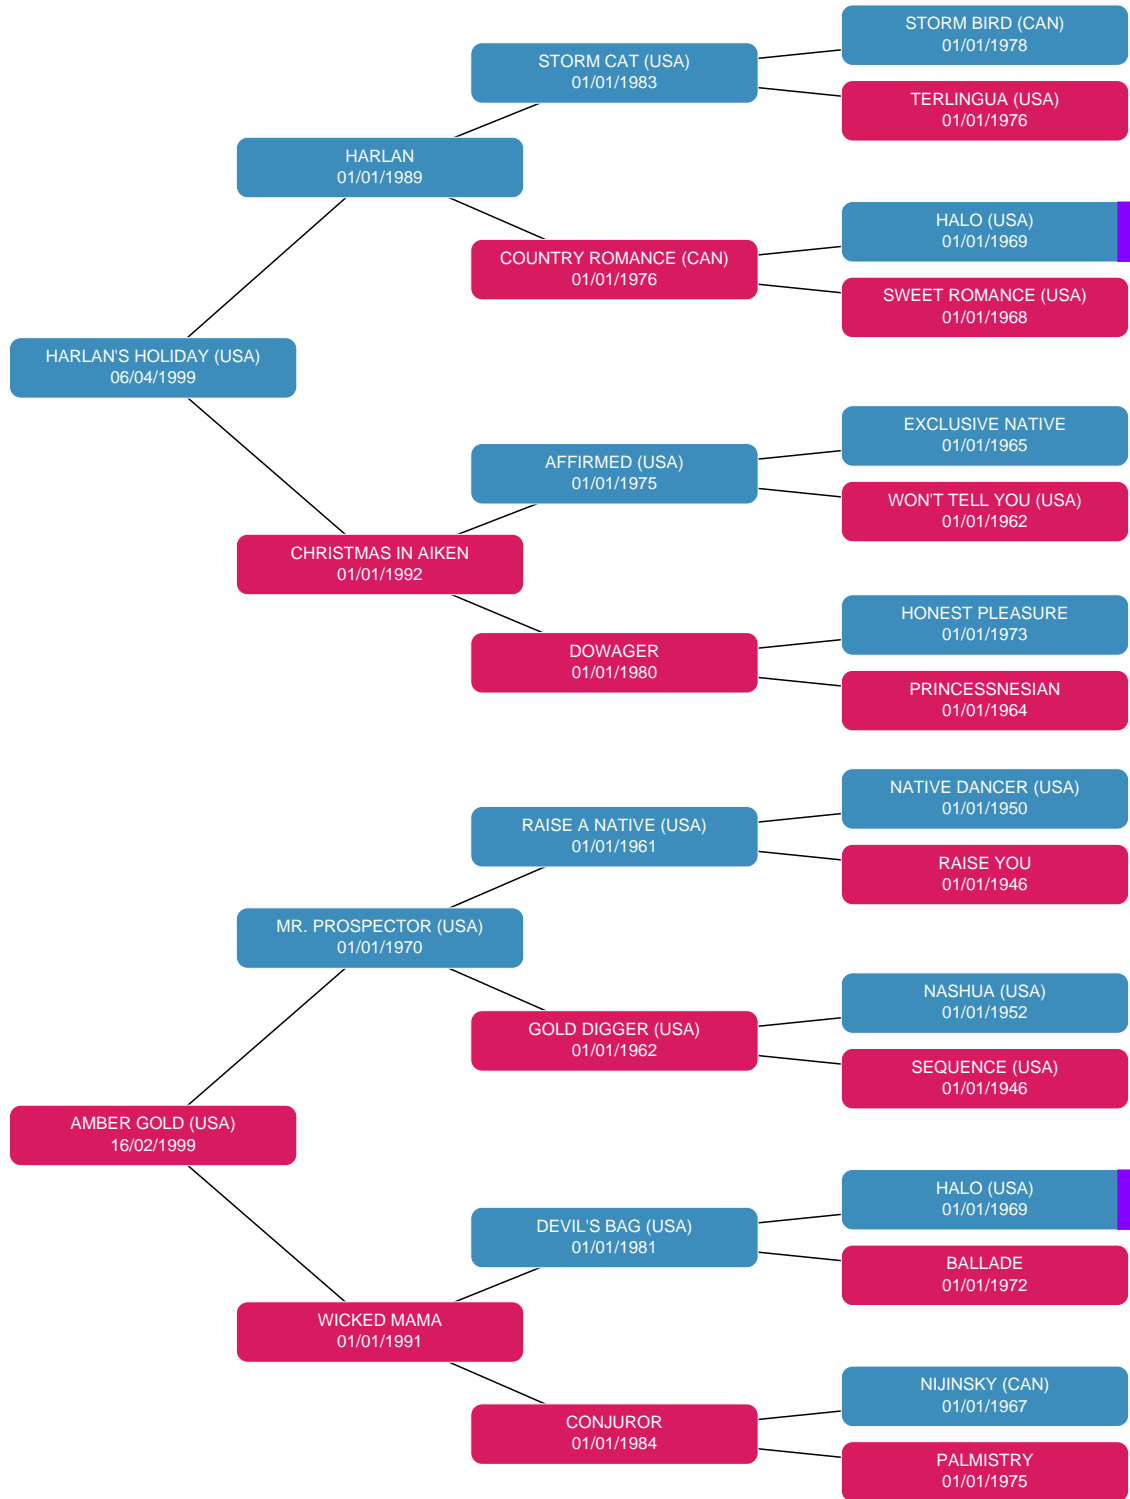 STORM BIRD (CAN)
01/01/1978
STORM CAT (USA)
01/01/1983
TERLINGUA (USA)
01/01/1976
HARLAN
01/01/1989
HALO (USA)
01/01/1969
COUNTRY ROMANCE (CAN)
01/01/1976
SWEET ROMANCE (USA)
01/01/1968
HARLAN'S HOLIDAY (USA)
06/04/1999
EXCLUSIVE NATIVE
01/01/1965
AFFIRMED (USA)
01/01/1975
WON'T TELL YOU (USA)
01/01/1962
CHRISTMAS IN AIKEN
01/01/1992
HONEST PLEASURE
01/01/1973
DOWAGER
01/01/1980
PRINCESSNESIAN
01/01/1964
NATIVE DANCER (USA)
01/01/1950
RAISE A NATIVE (USA)
01/01/1961
RAISE YOU
01/01/1946
MR. PROSPECTOR (USA)
01/01/1970
NASHUA (USA)
01/01/1952
GOLD DIGGER (USA)
01/01/1962
SEQUENCE (USA)
01/01/1946
AMBER GOLD (USA)
16/02/1999
HALO (USA)
01/01/1969
DEVIL'S BAG (USA)
01/01/1981
BALLADE
01/01/1972
WICKED MAMA
01/01/1991
NIJINSKY (CAN)
01/01/1967
CONJUROR
01/01/1984
PALMISTRY
01/01/1975